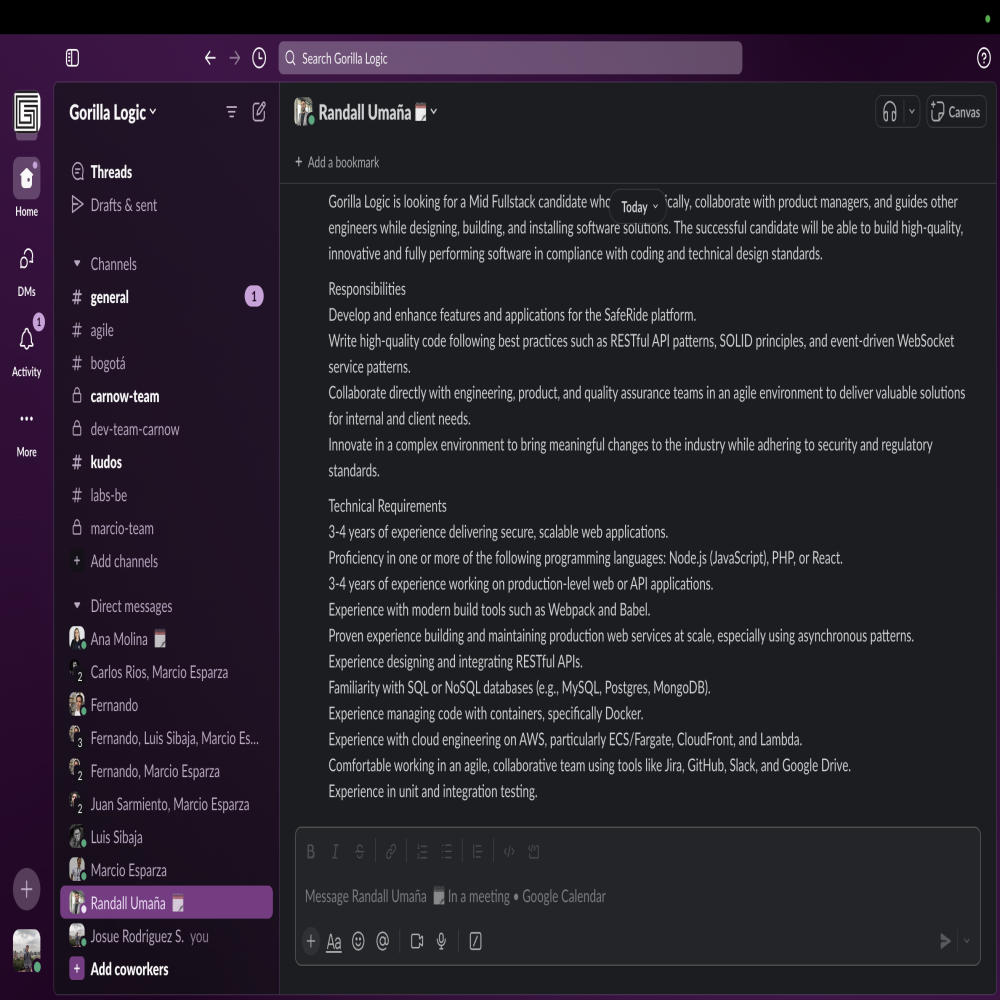 Search Gorilla Logic
Gorilla Logic
Randall Umaña
Canvas
Add a bookmark
Home
DMs
1
Activity
More
Threads
Drafts & sent
Channels
# general 1
# agile
# bogotá
carnow-team
dev-team-carnow
# kudos
# labs-be
marcio-team
+ Add channels
Direct messages
Ana Molina
2 Carlos Rios, Marcio Esparza
Fernando
3 Fernando, Luis Sibaja, Marcio Es...
2 Fernando, Marcio Esparza
2 Juan Sarmiento, Marcio Esparza
Luis Sibaja
Marcio Esparza
Randall Umaña
Josue Rodriguez S. you
+ Add coworkers
Today
Gorilla Logic is looking for a Mid Fullstack candidate who ically, collaborate with product managers, and guides other
engineers while designing, building, and installing software solutions. The successful candidate will be able to build high-quality,
innovative and fully performing software in compliance with coding and technical design standards.
Responsibilities
Develop and enhance features and applications for the SafeRide platform.
Write high-quality code following best practices such as RESTful API patterns, SOLID principles, and event-driven WebSocket
service patterns.
Collaborate directly with engineering, product, and quality assurance teams in an agile environment to deliver valuable solutions
for internal and client needs.
Innovate in a complex environment to bring meaningful changes to the industry while adhering to security and regulatory
standards.
Technical Requirements
3-4 years of experience delivering secure, scalable web applications.
Proficiency in one or more of the following programming languages: Node.js (JavaScript), PHP, or React.
3-4 years of experience working on production-level web or API applications.
Experience with modern build tools such as Webpack and Babel.
Proven experience building and maintaining production web services at scale, especially using asynchronous patterns.
Experience designing and integrating RESTful APIs.
Familiarity with SQL or NoSQL databases (e.g., MySQL, Postgres, MongoDB).
Experience managing code with containers, specifically Docker.
Experience with cloud engineering on AWS, particularly ECS/Fargate, CloudFront, and Lambda.
Comfortable working in an agile, collaborative team using tools like Jira, GitHub, Slack, and Google Drive.
Experience in unit and integration testing.
B I S
Message Randall Umaña In a meeting • Google Calendar
+ Aa @